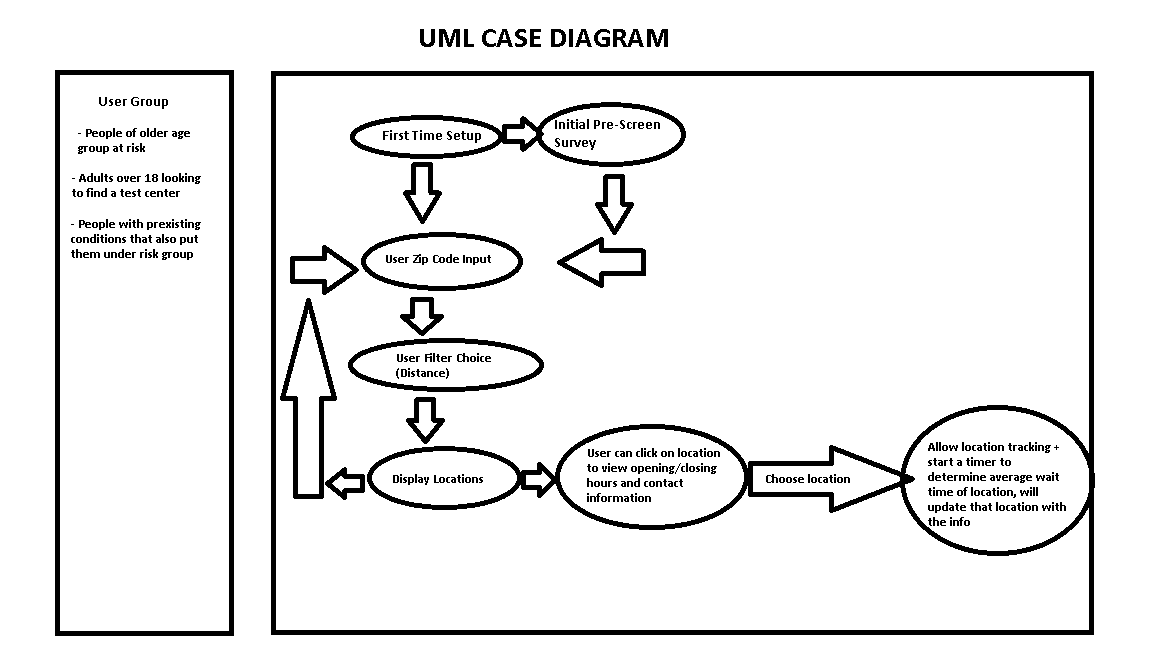 UML CASE DIAGRAM
User Group
- People of older age
group at risk
- Adults over 18 looking
to find a test center
- People with prexisting
conditions that also put
them under risk group
First Time Setup
Initial Pre-Screen
Survey
User Zip Code Input
User Filter Choice
(Distance)
Display Locations
User can click on location
to view opening/closing
hours and contact
information
Choose location
Allow location tracking +
start a timer to
determine average wait
time of location, will
update that location with
the info